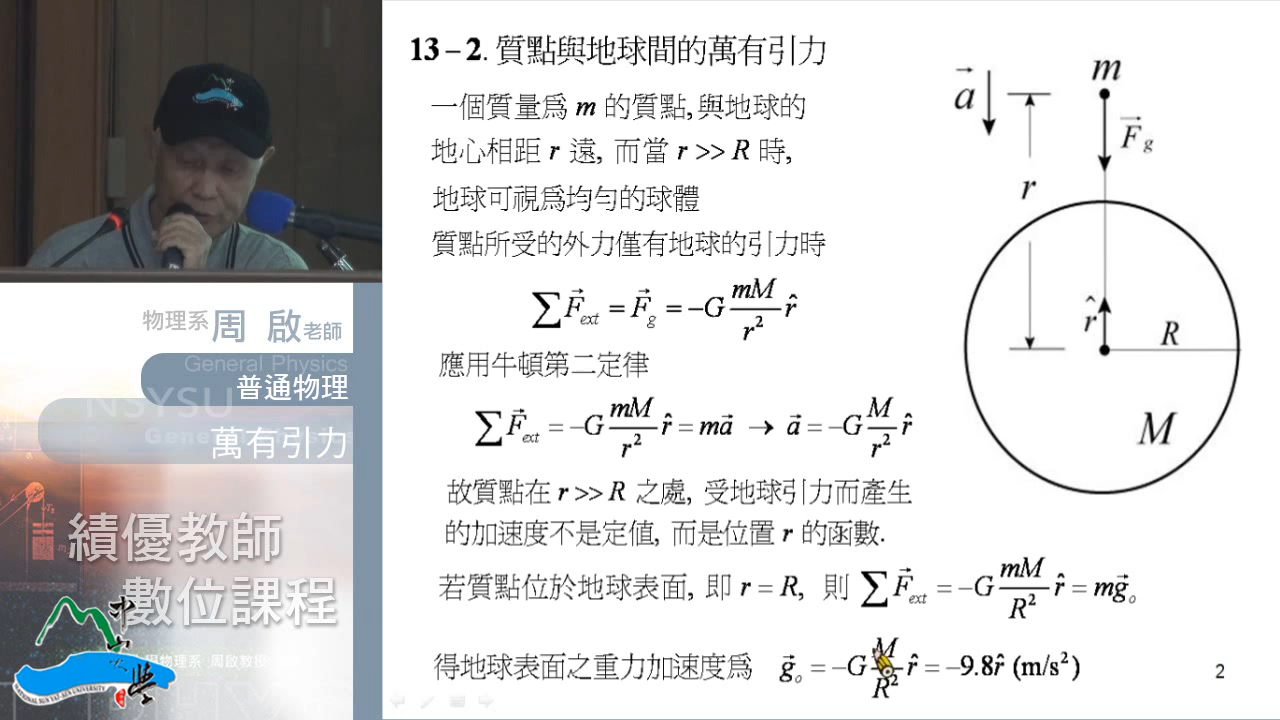 物理系 周 啟 老師
General Physics
普通物理
NSYSU
萬有引力
績優教師
數位課程
13-2. 質點與地球間的萬有引力
一個質量為 m 的質點, 與地球的
地心相距 r 遠, 而當 r >> R 時,
地球可視為均勻的球體
質點所受的外力僅有地球的引力時
∑F⃗ext = F⃗g = −G mM/r² r̂
應用牛頓第二定律
∑F⃗ext = −G mM/r² r̂ = ma⃗ → a⃗ = −G M/r² r̂
故質點在 r >> R 之處, 受地球引力而產生
的加速度不是定值, 而是位置 r 的函數.
若質點位於地球表面, 即 r = R, 則 ∑F⃗ext = −G mM/R² r̂ = mg⃗o
得地球表面之重力加速度為 g⃗o = −G M/R² r̂ = −9.8r̂ (m/s²)
a⃗
m
F⃗g
r
r̂
R
M
2